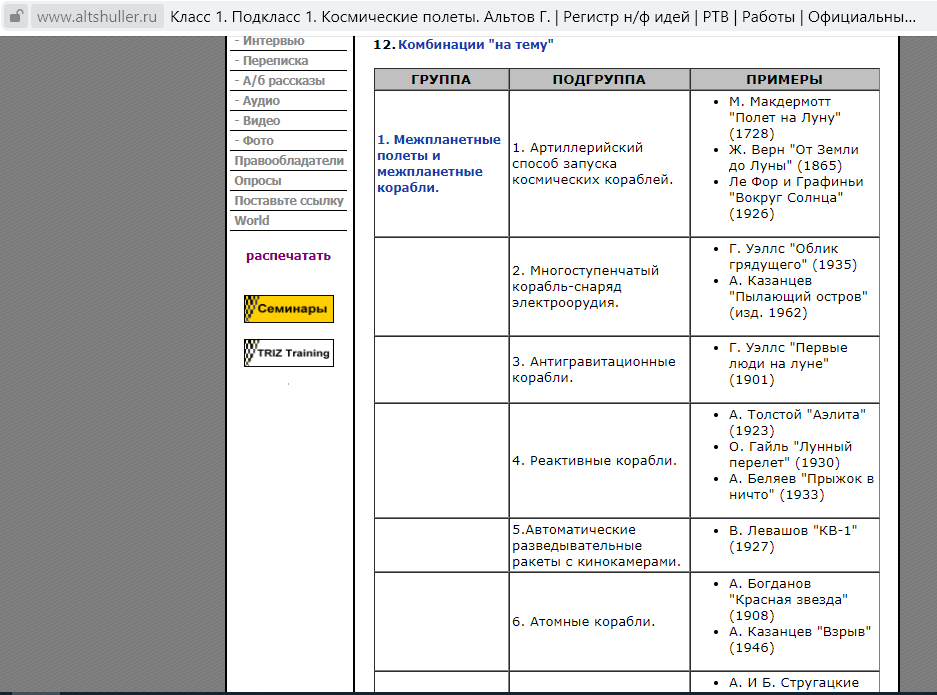 www.altshuller.ru Класс 1. Подкласс 1. Космические полеты. Альтов Г. | Регистр н/ф идей | РТВ | Работы | Официальны...
- Интервью
- Переписка
- А/б рассказы
- Аудио
- Видео
- Фото
Правообладатели
Опросы
Поставьте ссылку
World
распечатать
Семинары
TRIZ Training
12. Комбинации "на тему"
ГРУППА
ПОДГРУППА
ПРИМЕРЫ
1. Межпланетные
полеты и
межпланетные
корабли.
1. Артиллерийский
способ запуска
космических кораблей.
• М. Макдермотт
"Полет на Луну"
(1728)
• Ж. Верн "От Земли
до Луны" (1865)
• Ле Фор и Графиньи
"Вокруг Солнца"
(1926)
2. Многоступенчатый
корабль-снаряд
электроорудия.
• Г. Уэллс "Облик
грядущего" (1935)
• А. Казанцев
"Пылающий остров"
(изд. 1962)
3. Антигравитационные
корабли.
• Г. Уэллс "Первые
люди на луне"
(1901)
4. Реактивные корабли.
• А. Толстой "Аэлита"
(1923)
• О. Гайль "Лунный
перелет" (1930)
• А. Беляев "Прыжок в
ничто" (1933)
5.Автоматические
разведывательные
ракеты с кинокамерами.
• В. Левашов "КВ-1"
(1927)
6. Атомные корабли.
• А. Богданов
"Красная звезда"
(1908)
• А. Казанцев "Взрыв"
(1946)
• А. И Б. Стругацкие